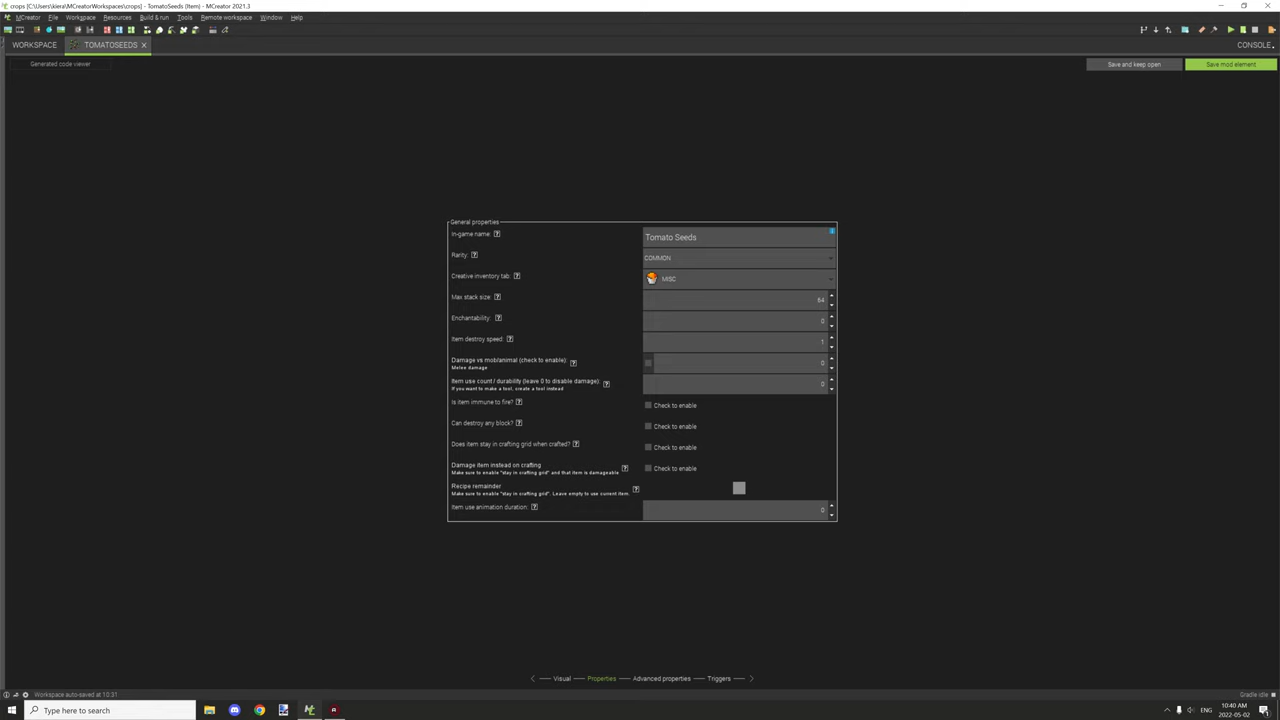 crops [C:\Users\kiera\MCreatorWorkspaces\crops] - TomatoSeeds (Item) - MCreator 2021.3
MCreator File Workspace Resources Build & run Tools Remote workspace Window Help
WORKSPACE TOMATOSEEDS CONSOLE
Generated code viewer Save and keep open Save mod element
General properties
In-game name: ? Tomato Seeds
Rarity: ? COMMON
Creative inventory tab: ? MISC
Max stack size: ? 64
Enchantability: ? 0
Item destroy speed: ? 1
Damage vs mob/animal (check to enable): ? 0
Melee damage
Item use count / durability (leave 0 to disable damage): ? 0
If you want to make a tool, create a tool instead
Is item immune to fire? ? Check to enable
Can destroy any block? ? Check to enable
Does item stay in crafting grid when crafted? ? Check to enable
Damage item instead on crafting ? Check to enable
Make sure to enable "stay in crafting grid" and that item is damageable
Recipe remainder ?
Make sure to enable "stay in crafting grid". Leave empty to use current item.
Item use animation duration: ? 0
Visual Properties Advanced properties Triggers
Workspace auto-saved at 10:31 Gradle idle
Type here to search ENG 10:40 AM
2022-05-02